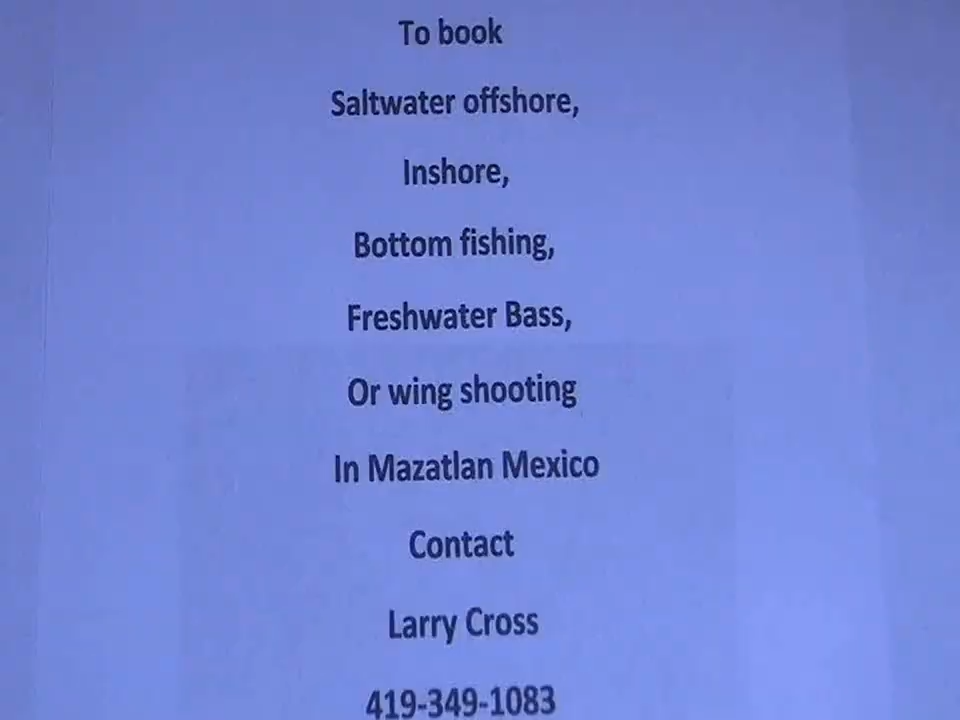 To book
Saltwater offshore,
Inshore,
Bottom fishing,
Freshwater Bass,
Or wing shooting
In Mazatlan Mexico
Contact
Larry Cross
419-349-1083